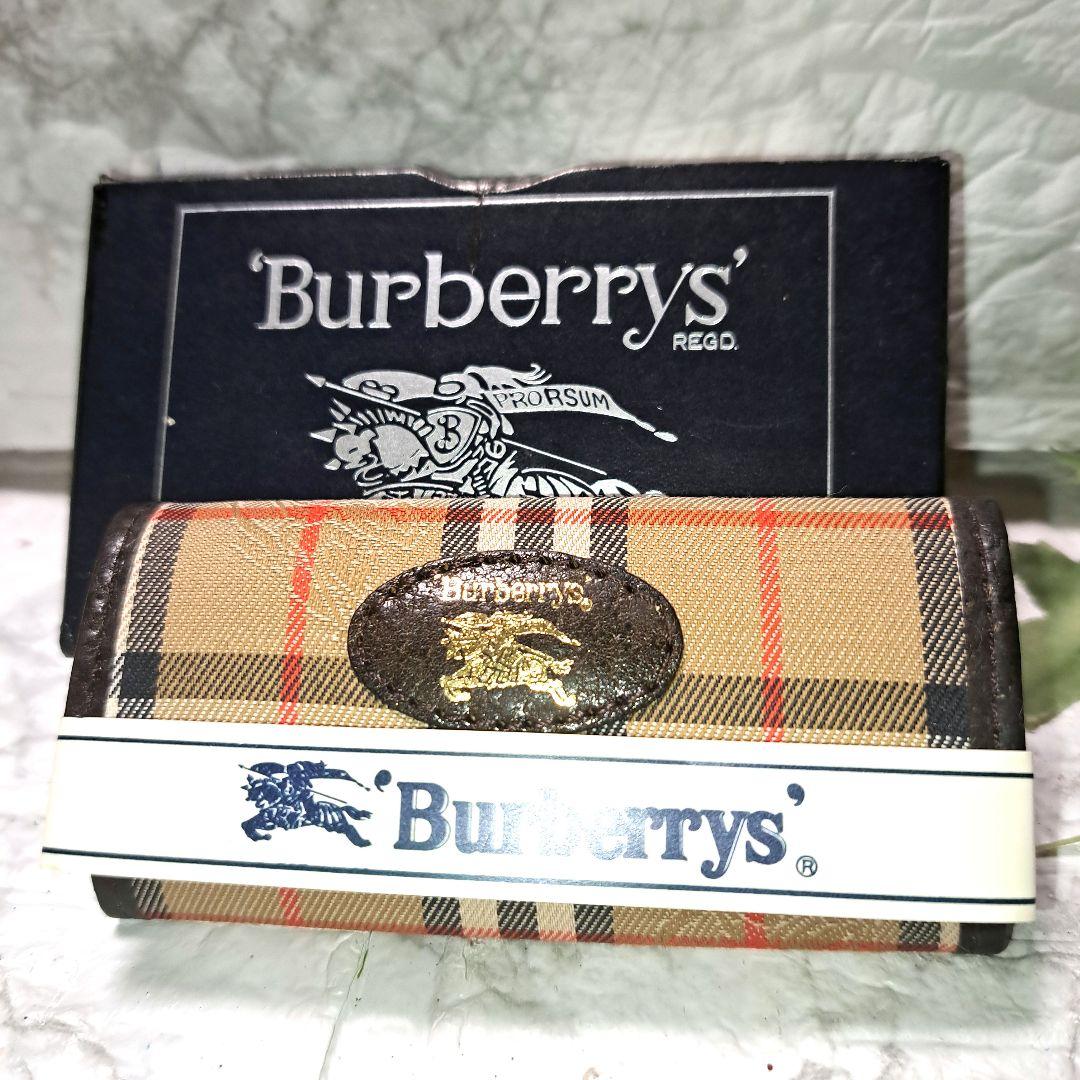 'Burberrys'
REGD.
PRORSUM
B
Burberrys,
'Burberrys'
®